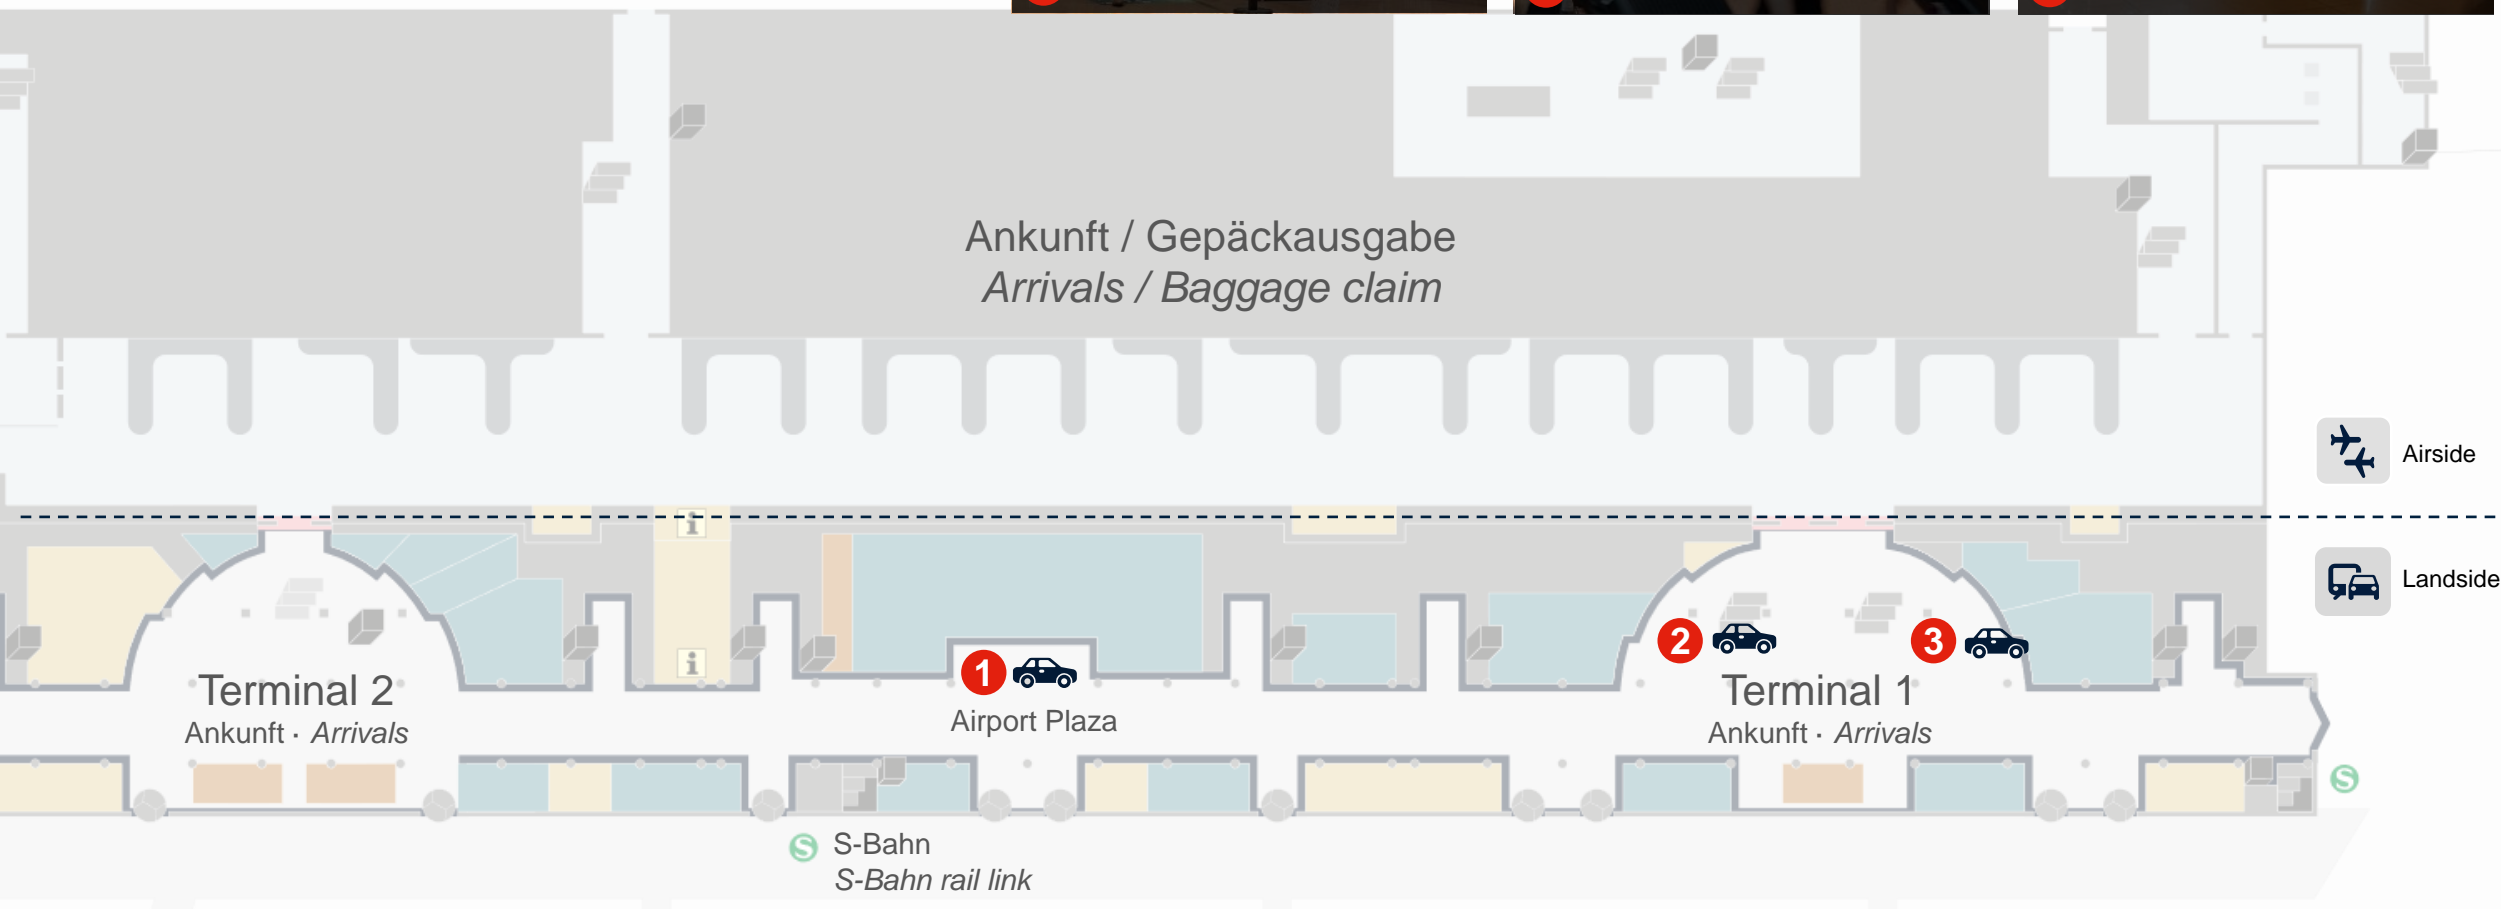 Ankunft / Gepäckausgabe
Arrivals / Baggage claim
Airside
i
Landside
2
3
i
1
Terminal 2
Ankunft · Arrivals
Airport Plaza
Terminal 1
Ankunft · Arrivals
S
S S-Bahn
S-Bahn rail link